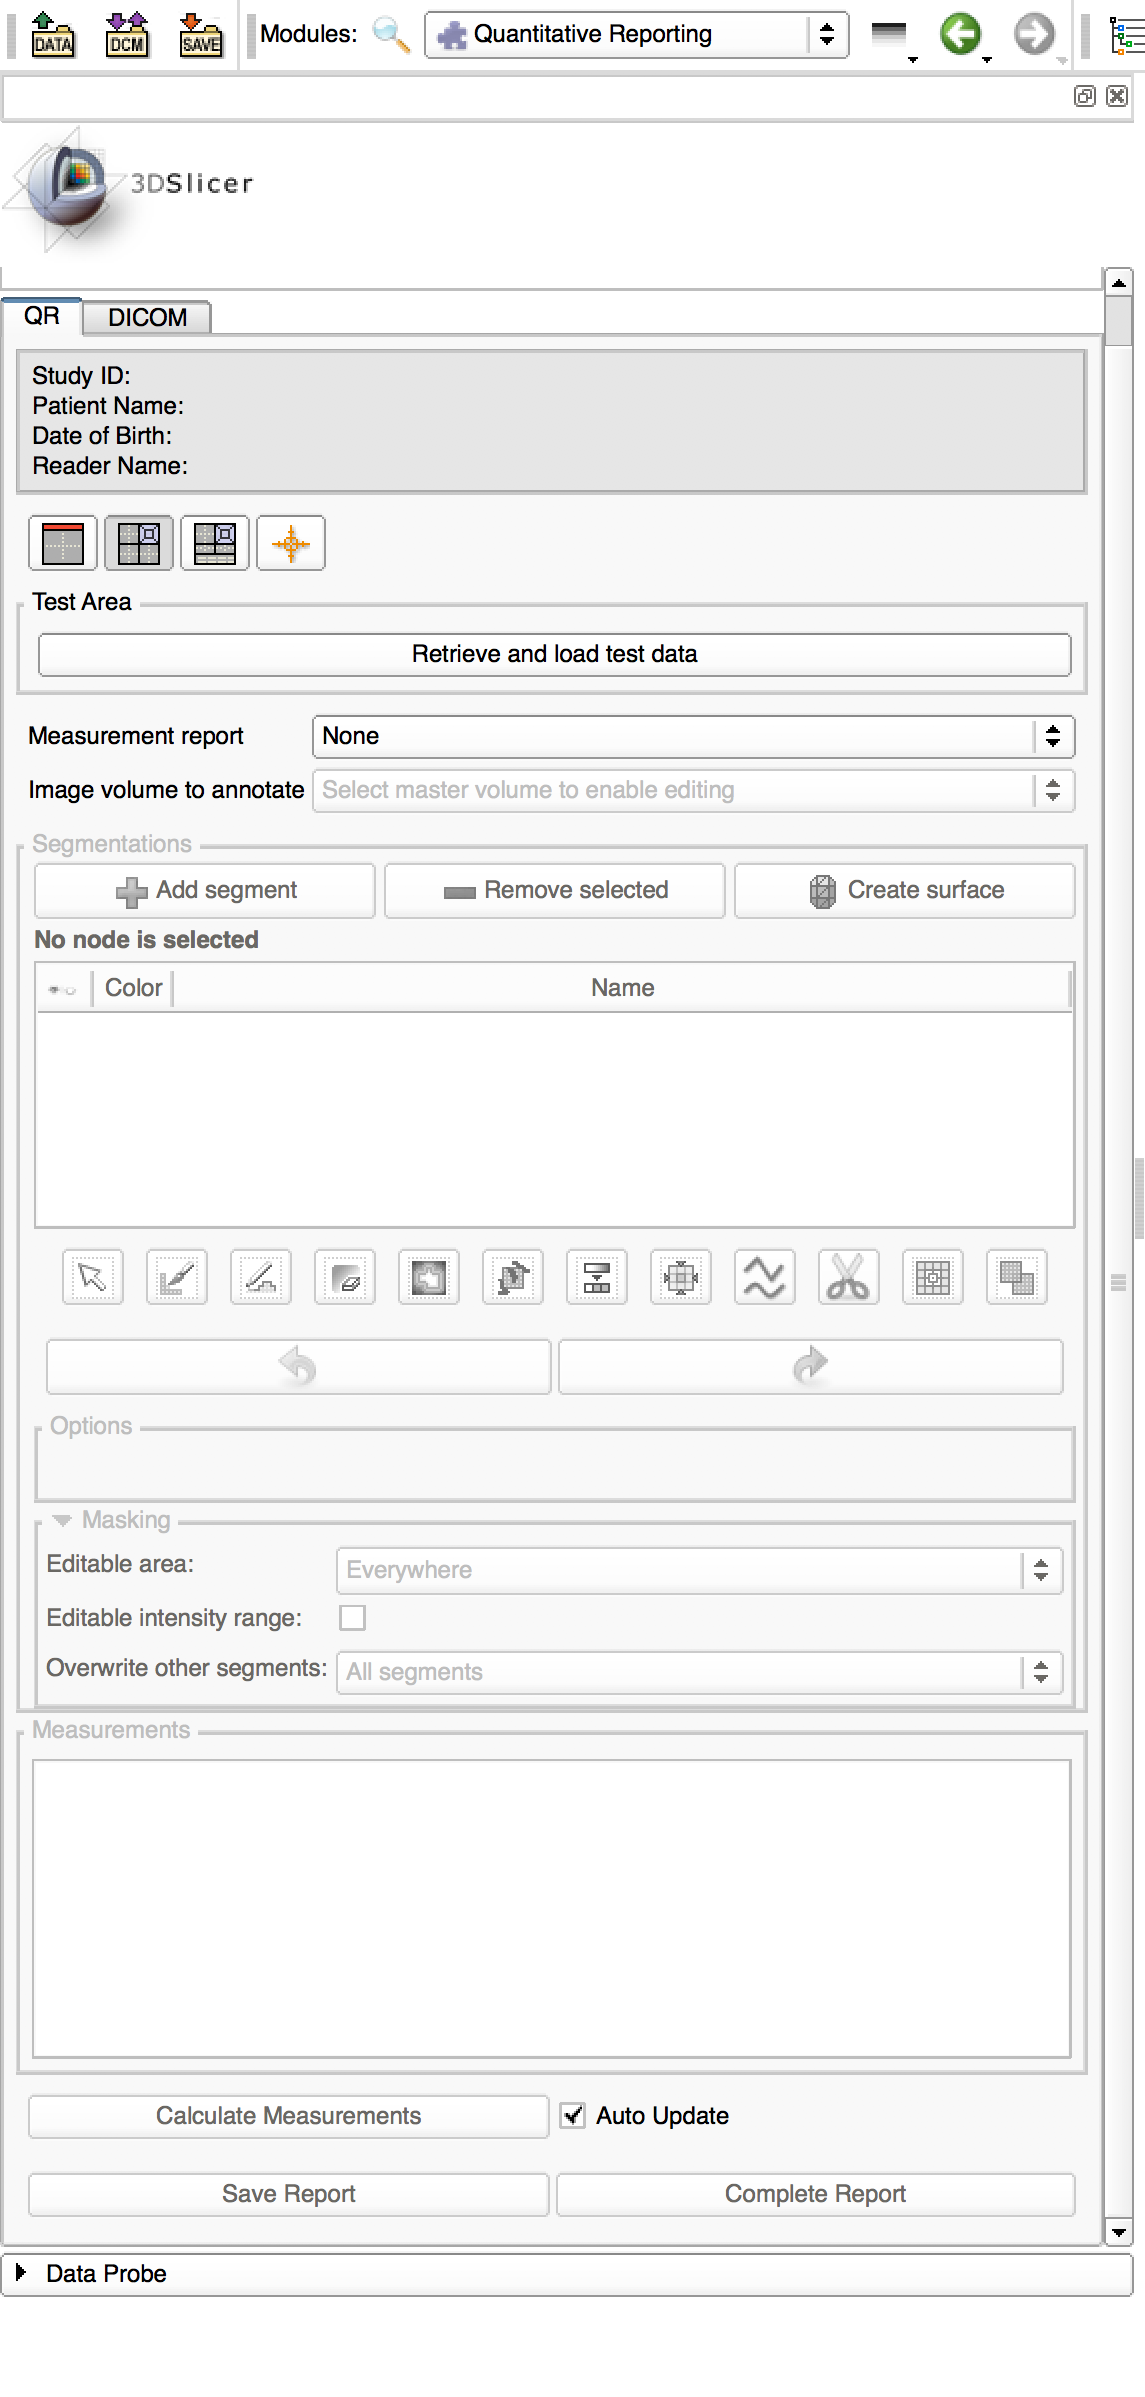 DATA DCM SAVE Modules: Quantitative Reporting
3DSlicer
QR DICOM
Study ID:
Patient Name:
Date of Birth:
Reader Name:
Test Area
Retrieve and load test data
Measurement report None
Image volume to annotate Select master volume to enable editing
Segmentations
Add segment Remove selected Create surface
No node is selected
Color Name
Options
Masking
Editable area: Everywhere
Editable intensity range:
Overwrite other segments: All segments
Measurements
Calculate Measurements Auto Update
Save Report Complete Report
Data Probe